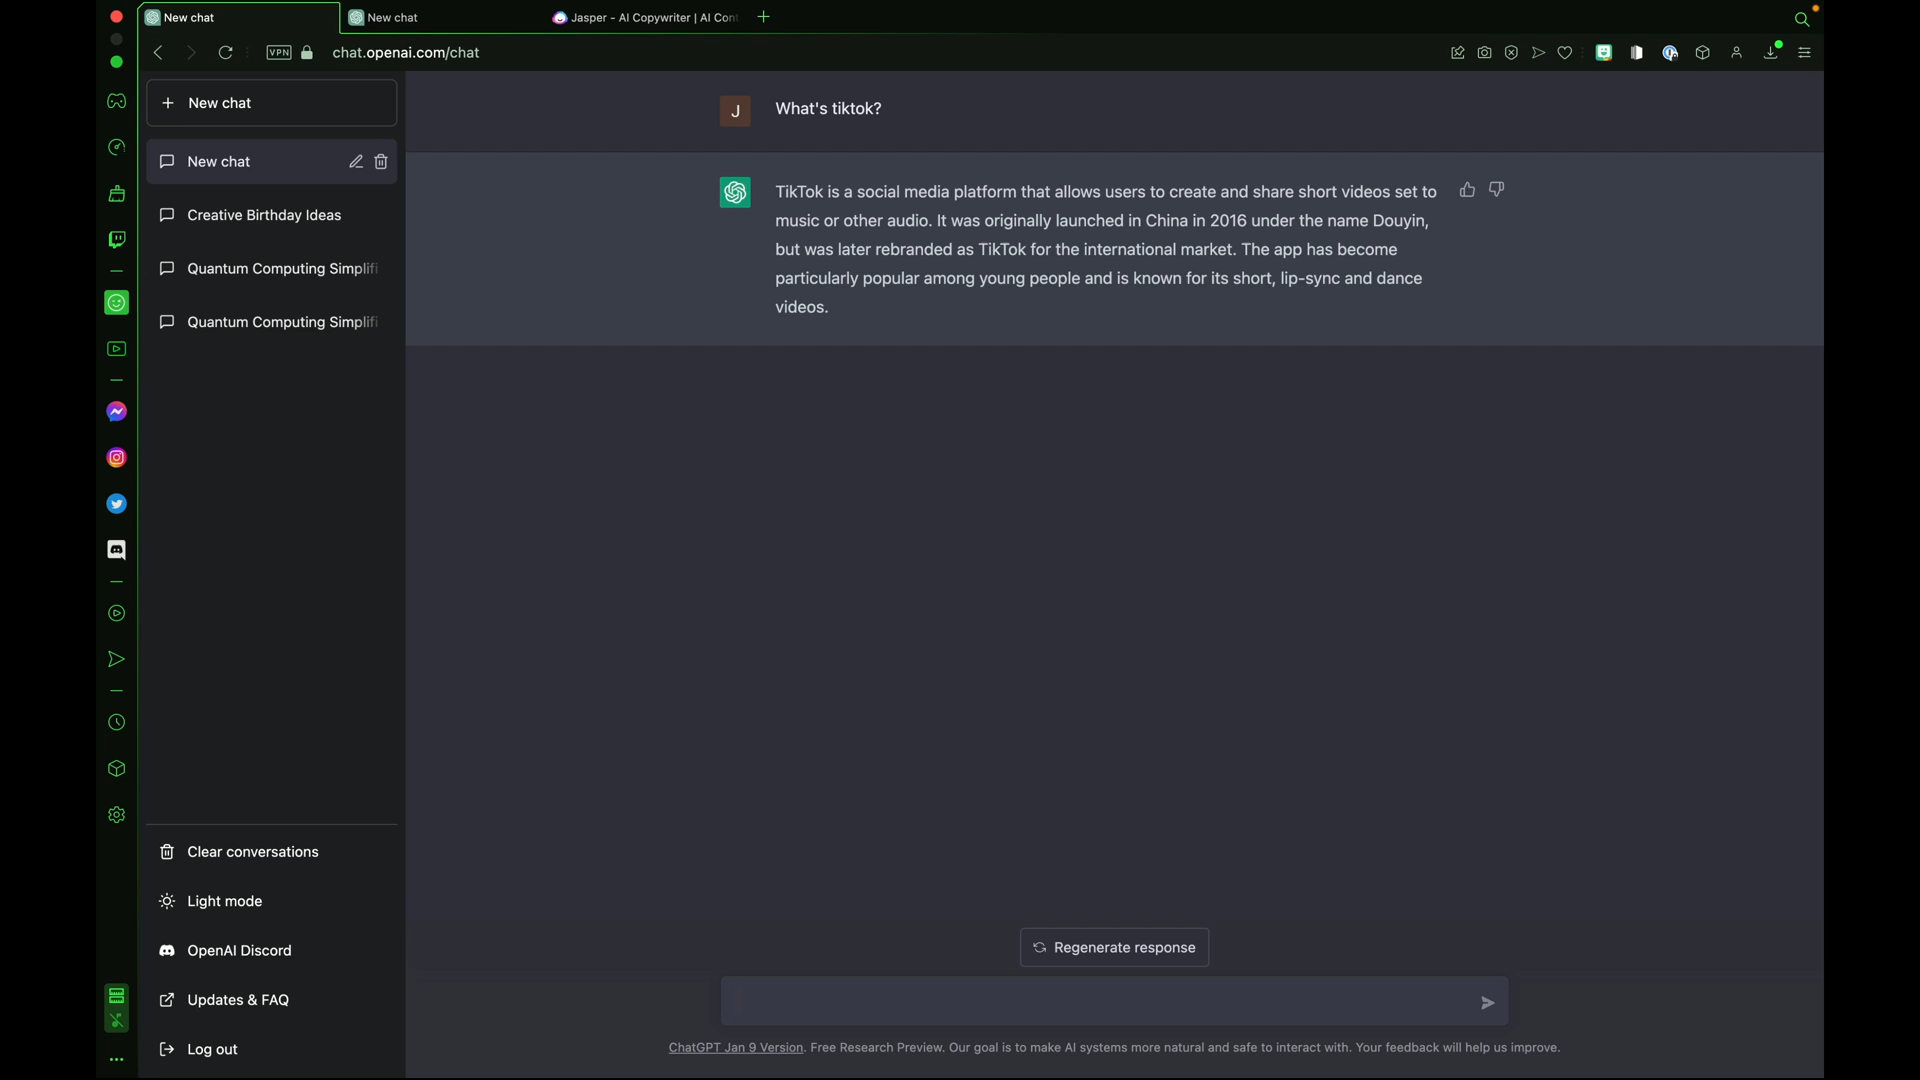 New chat
New chat
Jasper - AI Copywriter | AI Con
VPN
chat.openai.com/chat
New chat
New chat
Creative Birthday Ideas
Quantum Computing Simplifi
Quantum Computing Simplifi
Clear conversations
Light mode
OpenAI Discord
Updates & FAQ
Log out
J
What's tiktok?
TikTok is a social media platform that allows users to create and share short videos set to
music or other audio. It was originally launched in China in 2016 under the name Douyin,
but was later rebranded as TikTok for the international market. The app has become
particularly popular among young people and is known for its short, lip-sync and dance
videos.
Regenerate response
ChatGPT Jan 9 Version. Free Research Preview. Our goal is to make AI systems more natural and safe to interact with. Your feedback will help us improve.